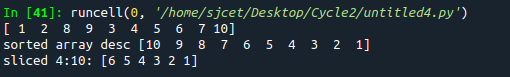 In [41]: runcell(0, '/home/sjcet/Desktop/Cycle2/untitled4.py')
[ 1  2  8  9  3  4  5  6  7 10]
sorted array desc [10  9  8  7  6  5  4  3  2  1]
sliced 4:10: [6 5 4 3 2 1]